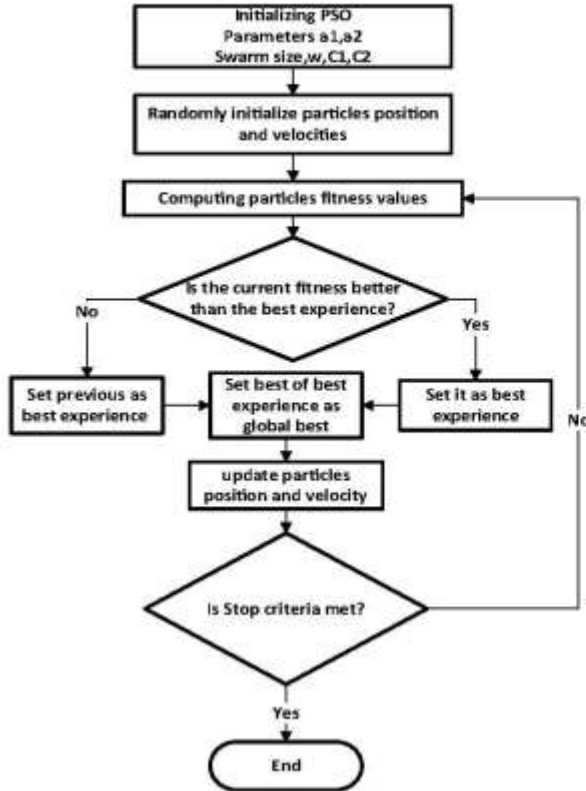 Initializing PSO
Parameters a1,a2
Swarm size,w,C1,C2
Randomly initialize particles position
and velocities
Computing particles fitness values
Is the current fitness better
than the best experience?
No
Yes
Set previous as
best experience
Set best of best
experience as
global best
Set it as best
experience
No
update particles
position and velocity
Is Stop criteria met?
Yes
End